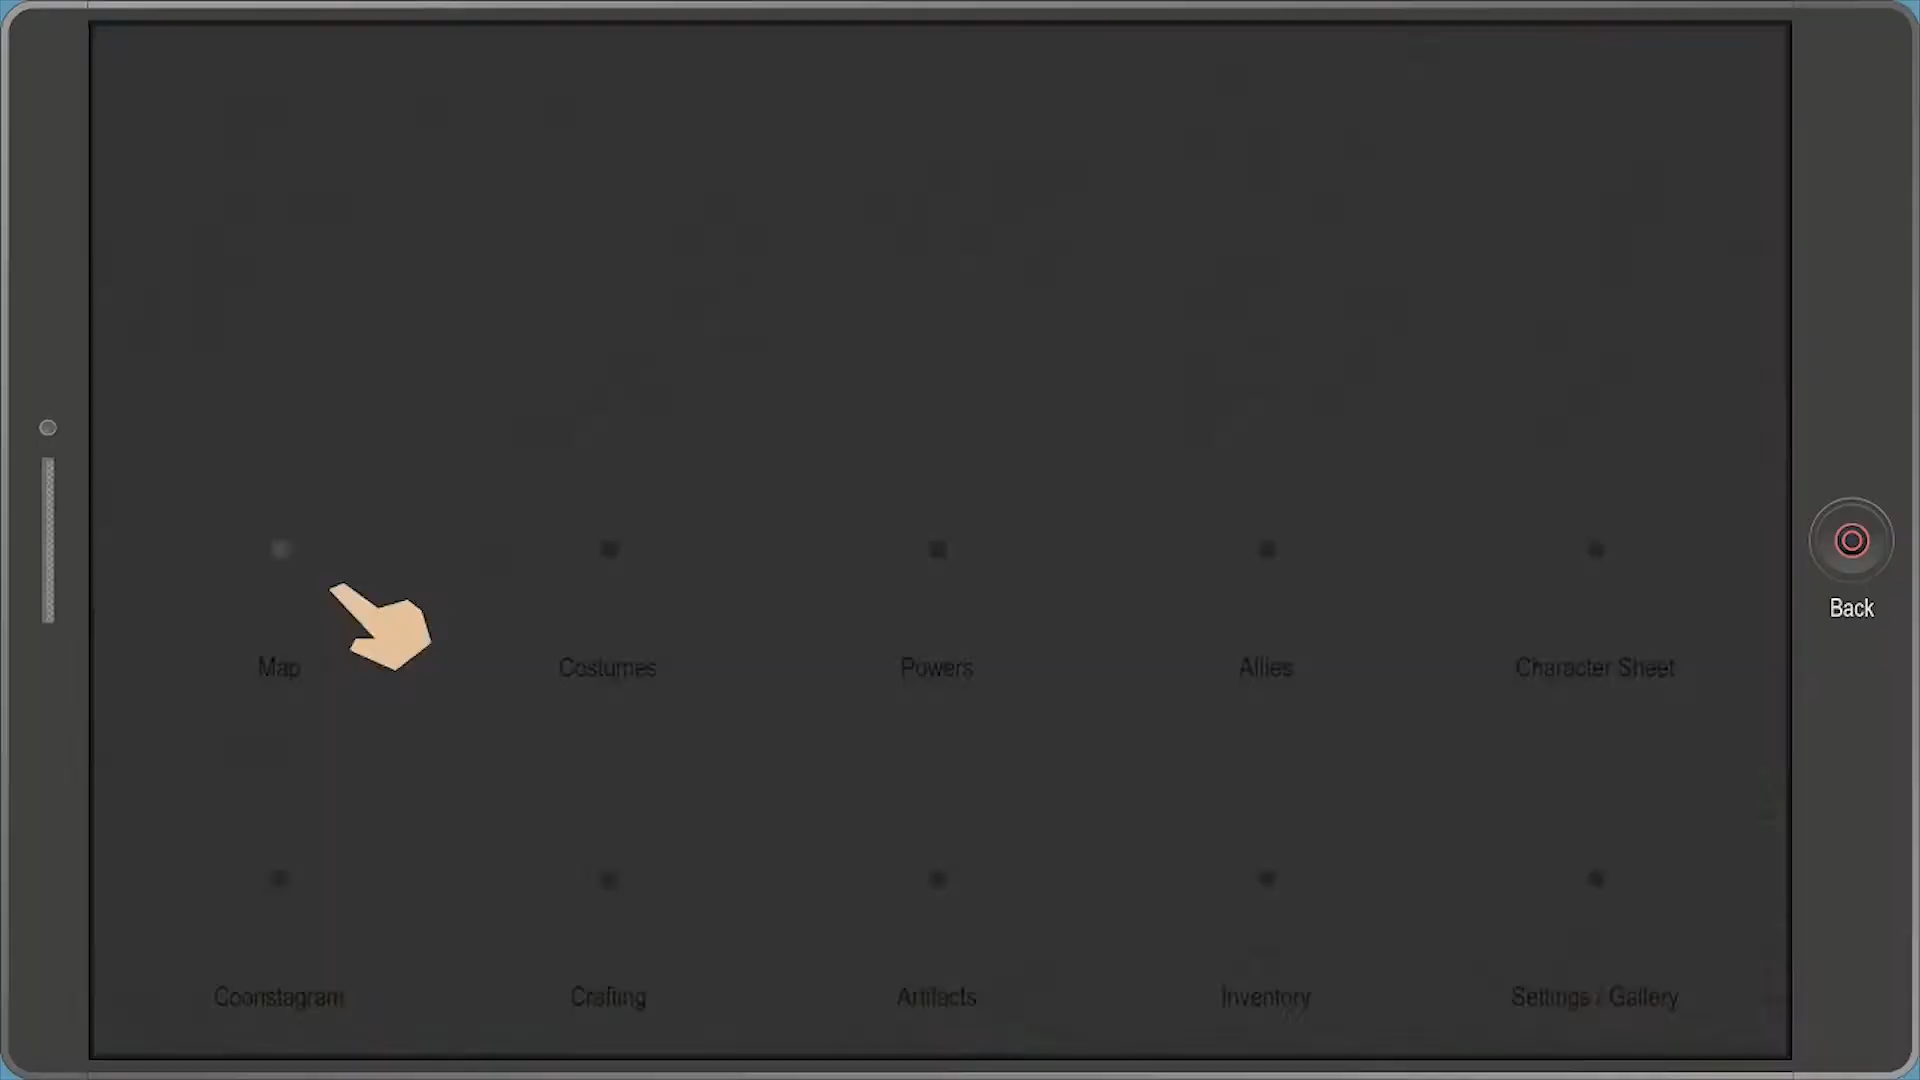 Back
Map
Costumes
Powers
Allies
Character Sheet
Coonstagram
Crafting
Artifacts
Inventory
Settings / Gallery